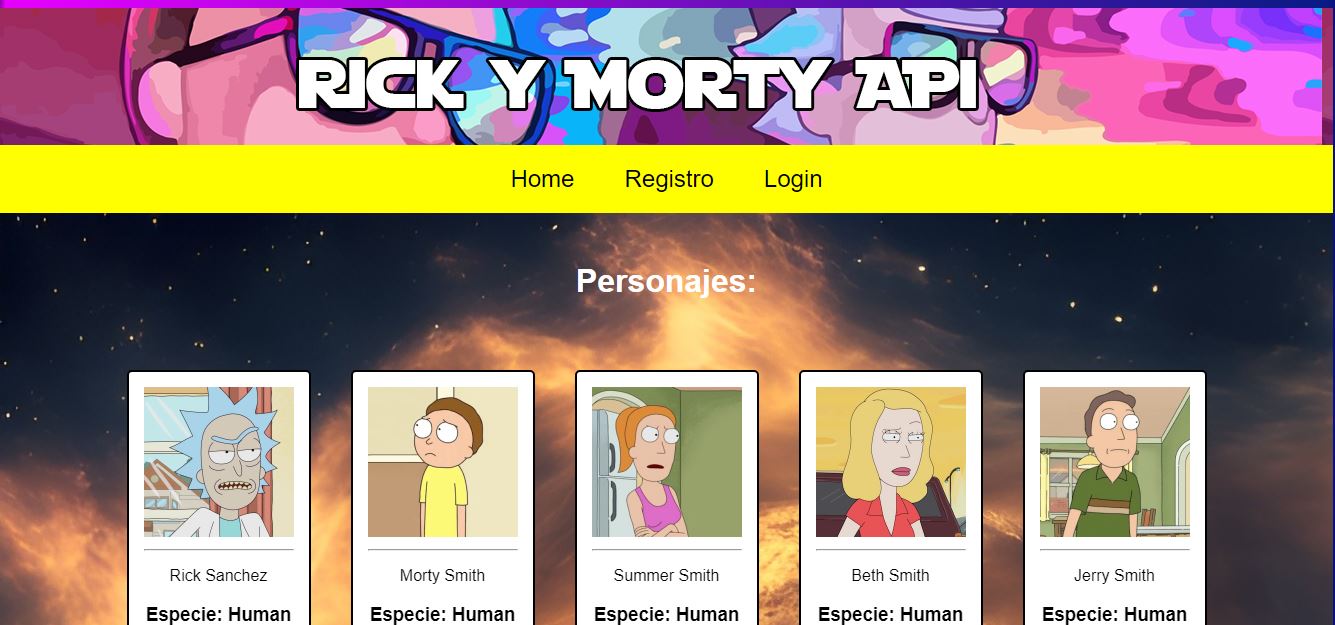 RICK Y MORTY API
Home Registro Login
Personajes:
Rick Sanchez Morty Smith Summer Smith Beth Smith Jerry Smith
Especie: Human Especie: Human Especie: Human Especie: Human Especie: Human